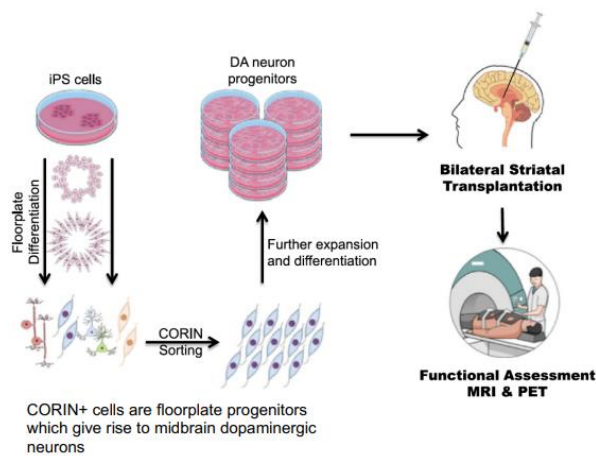 iPS cells
Floorplate
Differentiation
CORIN
Sorting
CORIN+ cells are floorplate progenitors
which give rise to midbrain dopaminergic
neurons
Further expansion
and differentiation
DA neuron
progenitors
Bilateral Striatal
Transplantation
Functional Assessment
MRI & PET